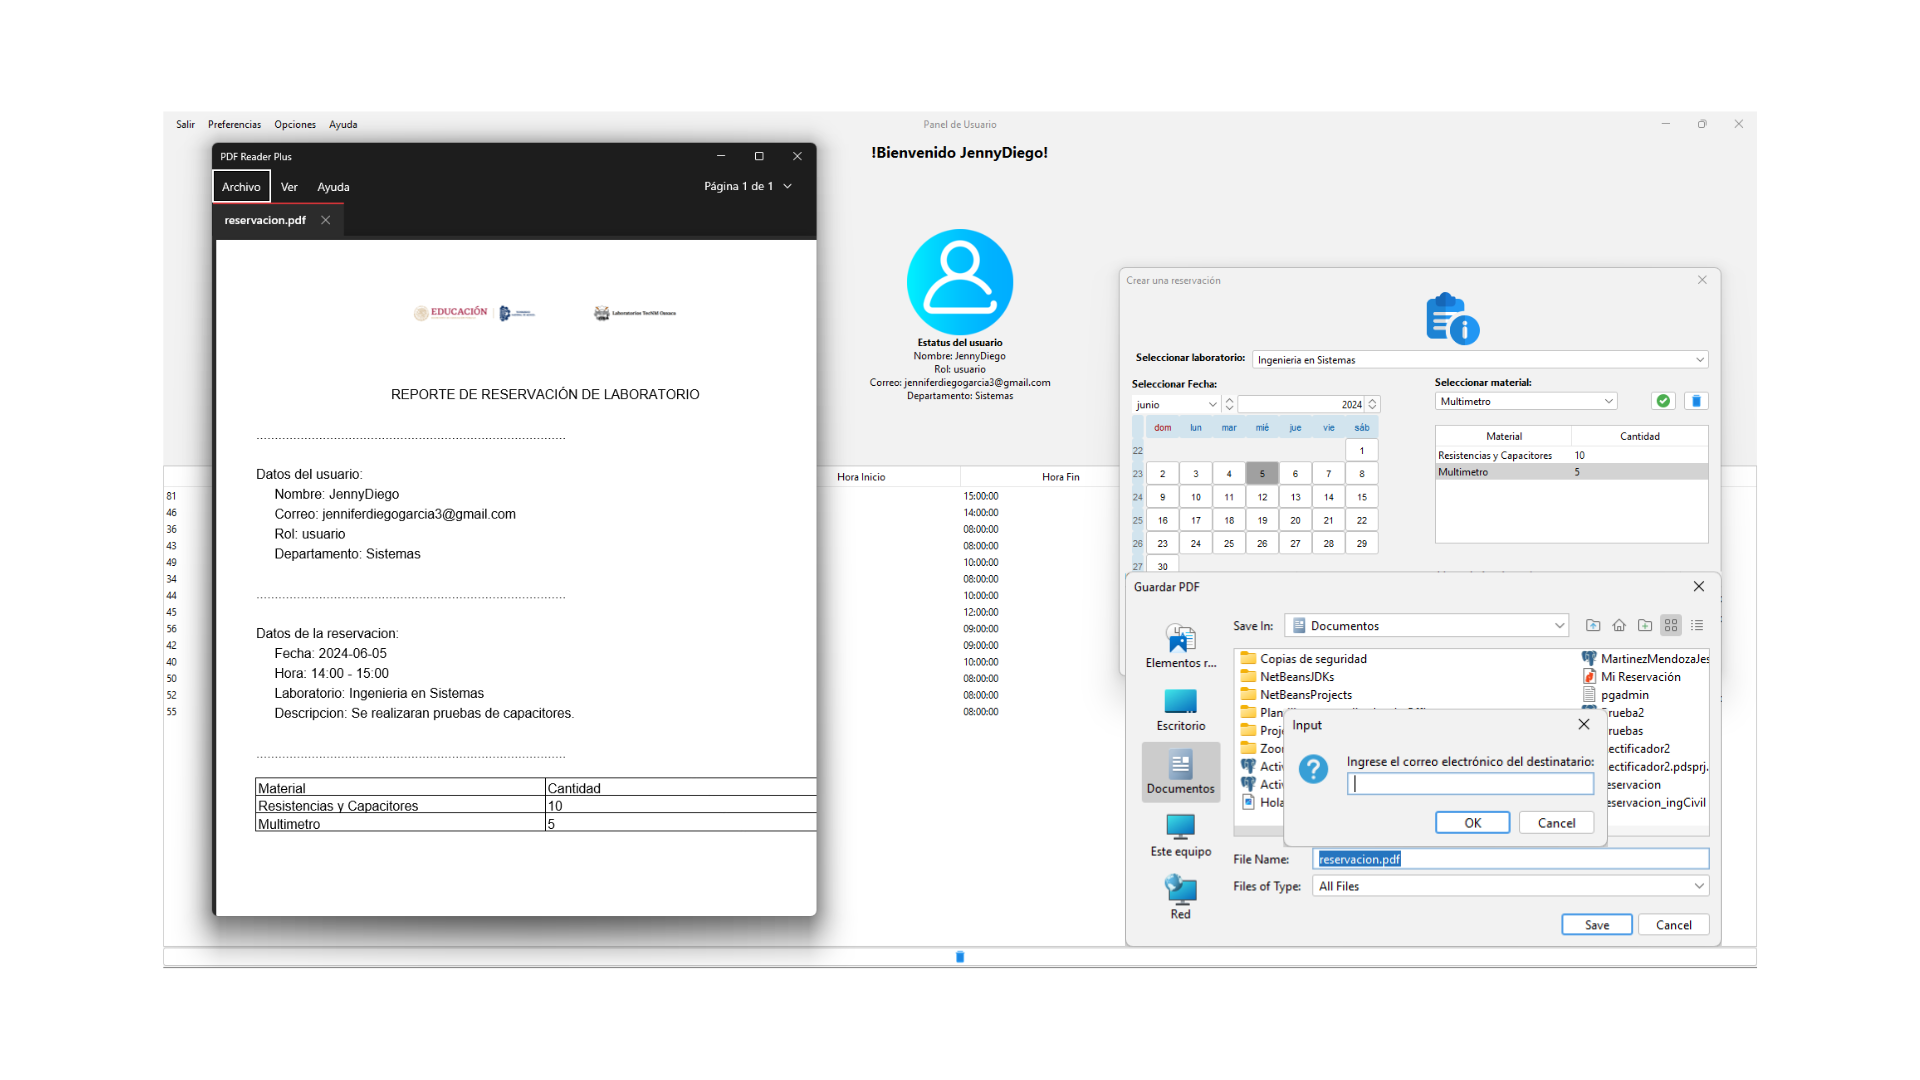 Salir Preferencias Opciones Ayuda
Panel de Usuario
!Bienvenido JennyDiego!
PDF Reader Plus
Archivo Ver Ayuda
Página 1 de 1
reservacion.pdf
EDUCACIÓN
Laboratorios TecNM Oaxaca
REPORTE DE RESERVACIÓN DE LABORATORIO
Datos del usuario:
Nombre: JennyDiego
Correo: jenniferdiegogarcia3@gmail.com
Rol: usuario
Departamento: Sistemas
Datos de la reservacion:
Fecha: 2024-06-05
Hora: 14:00 - 15:00
Laboratorio: Ingenieria en Sistemas
Descripcion: Se realizaran pruebas de capacitores.
Material Cantidad
Resistencias y Capacitores 10
Multimetro 5
Estatus del usuario
Nombre: JennyDiego
Rol: usuario
Correo: jenniferdiegogarcia3@gmail.com
Departamento: Sistemas
Hora Inicio Hora Fin
81 15:00:00
46 14:00:00
36 08:00:00
43 08:00:00
49 10:00:00
34 08:00:00
44 10:00:00
45 12:00:00
56 09:00:00
42 09:00:00
40 10:00:00
50 08:00:00
52 08:00:00
55 08:00:00
Crear una reservación
Seleccionar laboratorio: Ingenieria en Sistemas
Seleccionar Fecha:
junio 2024
dom lun mar mié jue vie sáb
22 1
23 2 3 4 5 6 7 8
24 9 10 11 12 13 14 15
25 16 17 18 19 20 21 22
26 23 24 25 26 27 28 29
27 30
Seleccionar material:
Multimetro
Material Cantidad
Resistencias y Capacitores 10
Multimetro 5
Guardar PDF
Save In: Documentos
Elementos r...
Escritorio
Documentos
Este equipo
Red
Copias de seguridad
NetBeansJDKs
NetBeansProjects
Plan
Proj
Zoo
Acti
Acti
Hola
MartinezMendozaJes
Mi Reservación
pgadmin
rueba2
ruebas
ectificador2
ectificador2.pdsprj.
eservacion
eservacion_ingCivil
Input
Ingrese el correo electrónico del destinatario:
OK Cancel
File Name: reservacion.pdf
Files of Type: All Files
Save Cancel